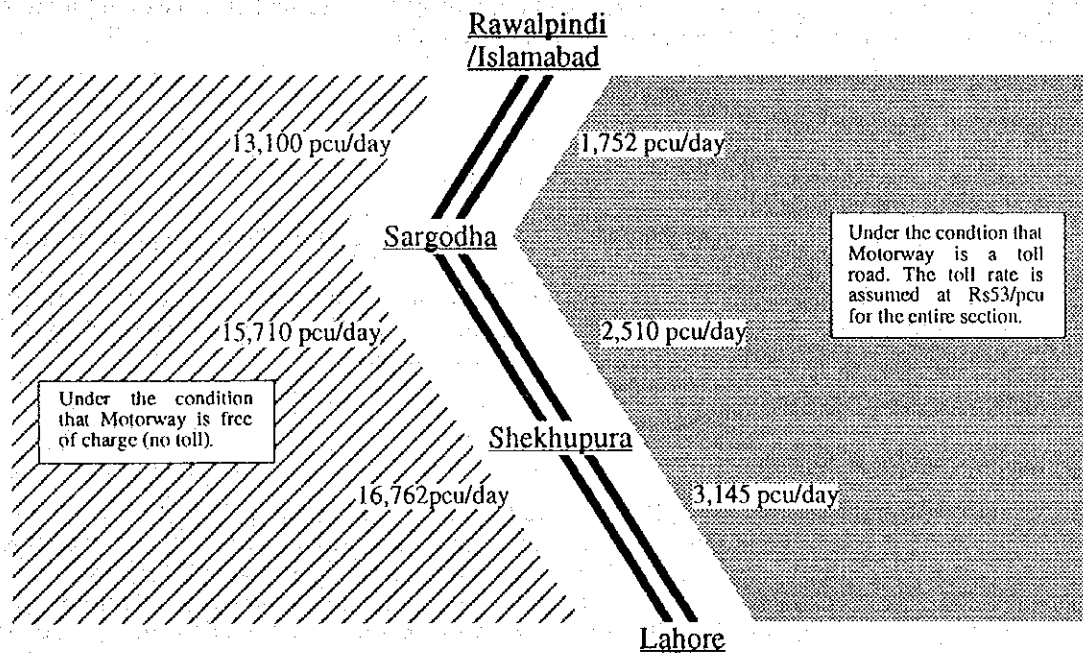 Rawalpindi
/Islamabad
13,100 pcu/day
1,752 pcu/day
Sargodha
Under the condtion that
Motorway is a toll
road. The toll rate is
assumed at Rs53/pcu
for the entire section.
15,710 pcu/day
2,510 pcu/day
Under the condition
that Motorway is free
of charge (no toll).
Shekhupura
16,762pcu/day
3,145 pcu/day
Lahore